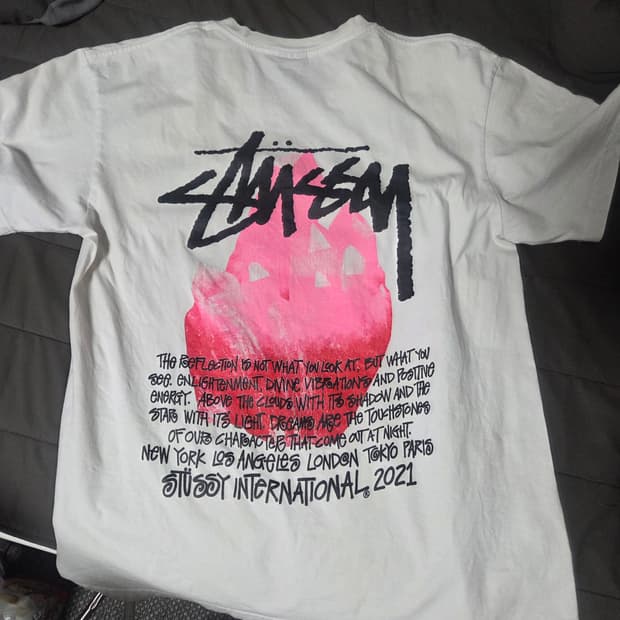 STÜSSY
THE REFLECTION IS NOT WHAT YOU LOOK AT. BUT WHAT YOU
SEE. ENLIGHTENMENT, DIVINE, VIBRATIONS AND POSITIVE
ENERGY. ABOVE THE CLOUDS WITH ITS SHADOW AND THE
STARS WITH ITS LIGHT. DREAMS ARE THE TOUCHSTONES
OF OUR CHARACTER THAT COME OUT AT NIGHT.
NEW YORK LOS ANGELES LONDON TOKYO PARIS
STÜSSY INTERNATIONAL® 2021